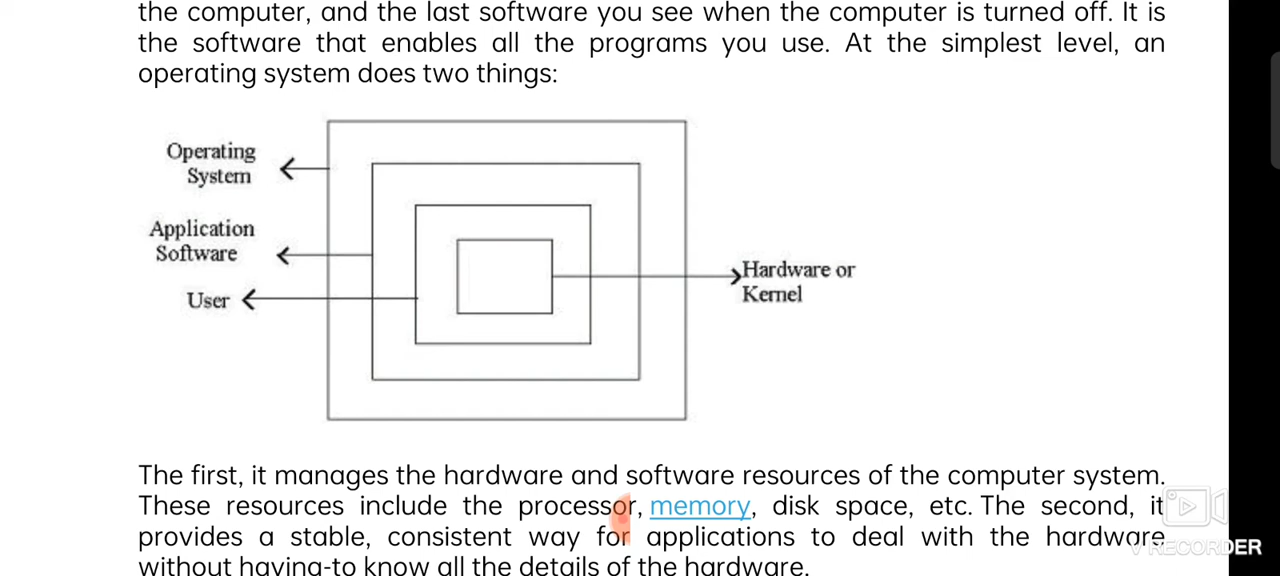 the computer, and the last software you see when the computer is turned off. It is
the software that enables all the programs you use. At the simplest level, an
operating system does two things:
Operating
System
Application
Software
User
Hardware or
Kernel
The first, it manages the hardware and software resources of the computer system.
These resources include the processor, memory, disk space, etc. The second, it
provides a stable, consistent way for applications to deal with the hardware
without having-to know all the details of the hardware.
V RECORDER